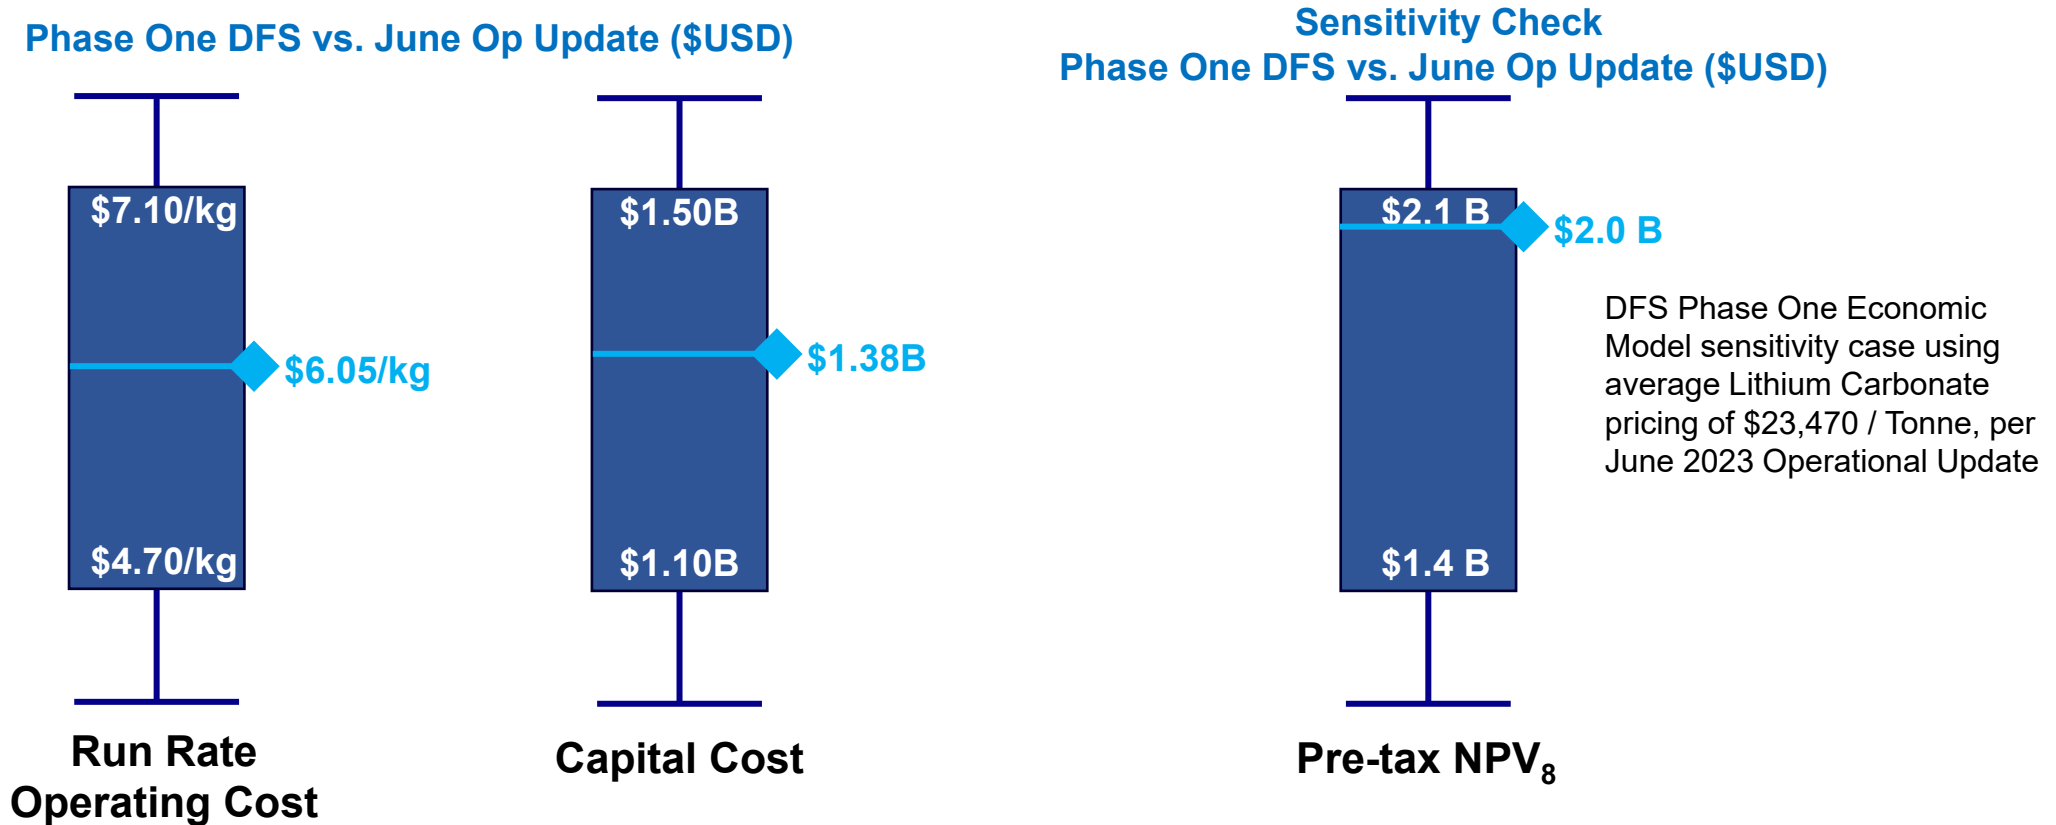 Phase One DFS vs. June Op Update ($USD)
$7.10/kg
$6.05/kg
$4.70/kg
Run Rate
Operating Cost
$1.50B
$1.38B
$1.10B
Capital Cost
Sensitivity Check
Phase One DFS vs. June Op Update ($USD)
$2.1 B
$2.0 B
$1.4 B
Pre-tax NPV₈
DFS Phase One Economic
Model sensitivity case using
average Lithium Carbonate
pricing of $23,470 / Tonne, per
June 2023 Operational Update